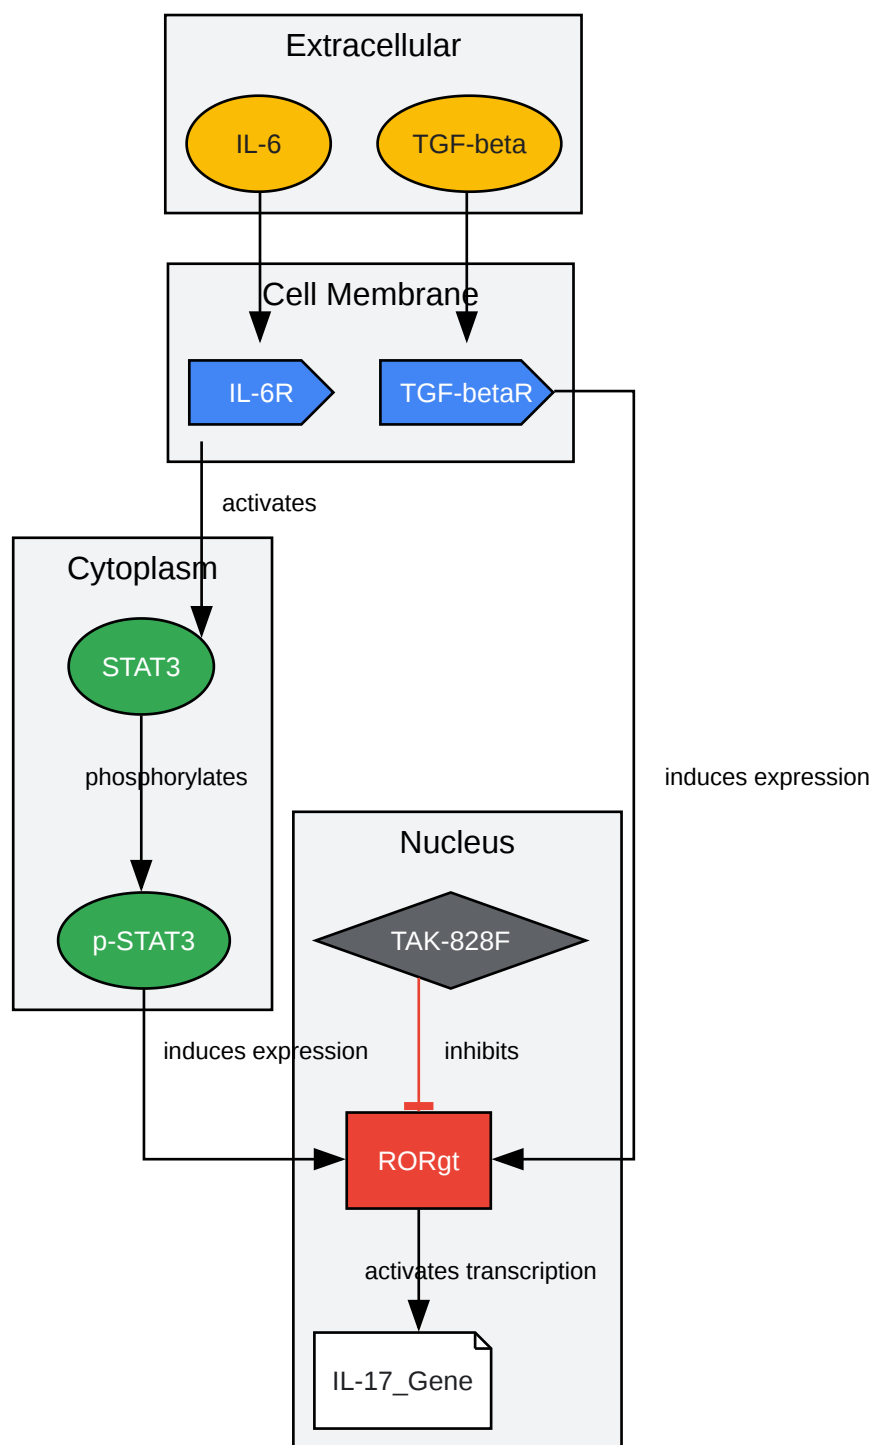 Extracellular
IL-6
TGF-beta
Cell Membrane
IL-6R
TGF-betaR
activates
Cytoplasm
STAT3
phosphorylates
induces expression
Nucleus
p-STAT3
TAK-828F
induces expression
inhibits
RORgt
activates transcription
IL-17_Gene